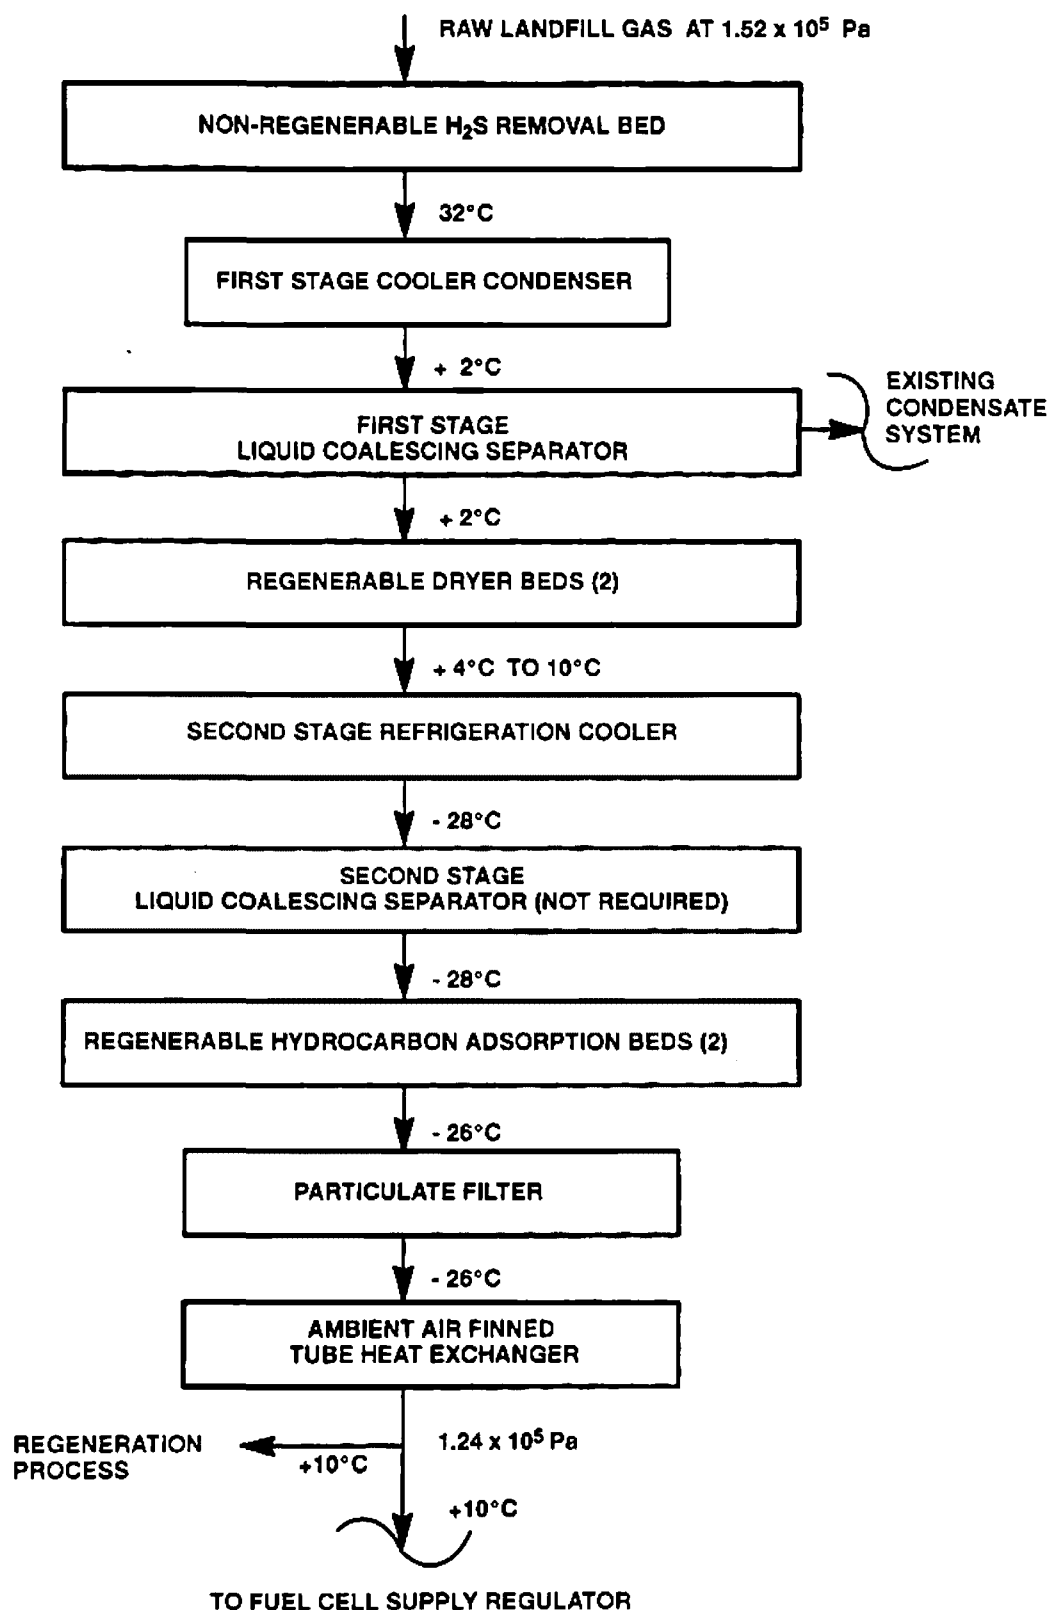 RAW LANDFILL GAS AT 1.52 x 10⁵ Pa
NON-REGENERABLE H₂S REMOVAL BED
32°C
FIRST STAGE COOLER CONDENSER
+ 2°C
FIRST STAGE
LIQUID COALESCING SEPARATOR
EXISTING
CONDENSATE
SYSTEM
+ 2°C
REGENERABLE DRYER BEDS (2)
+ 4°C TO 10°C
SECOND STAGE REFRIGERATION COOLER
- 28°C
SECOND STAGE
LIQUID COALESCING SEPARATOR (NOT REQUIRED)
- 28°C
REGENERABLE HYDROCARBON ADSORPTION BEDS (2)
- 26°C
PARTICULATE FILTER
- 26°C
AMBIENT AIR FINNED
TUBE HEAT EXCHANGER
REGENERATION
PROCESS
+10°C
1.24 x 10⁵ Pa
+10°C
TO FUEL CELL SUPPLY REGULATOR